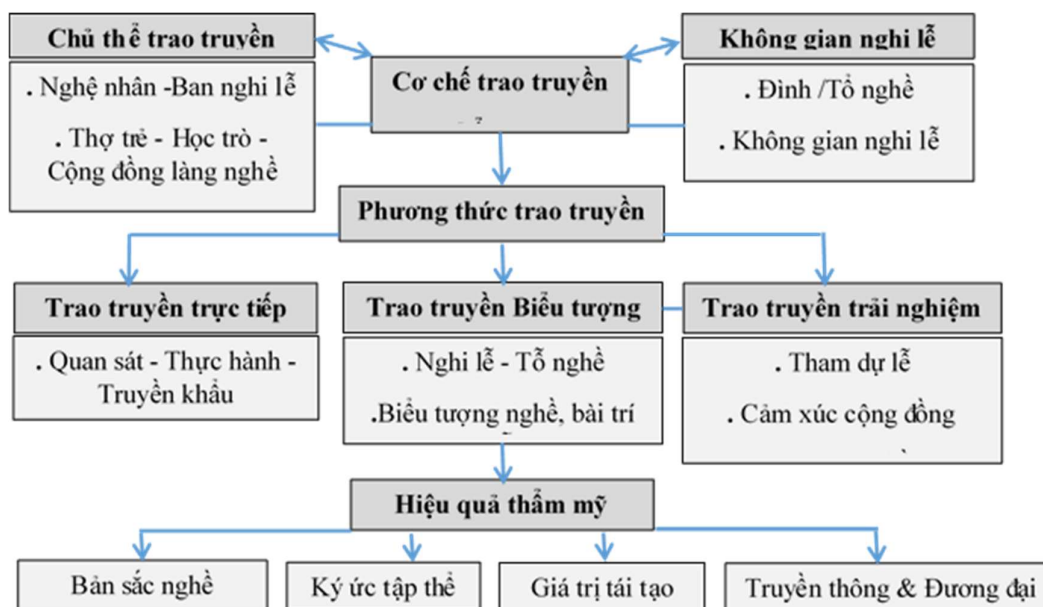 Chủ thể trao truyền
Không gian nghi lễ
Cơ chế trao truyền
. Nghệ nhân -Ban nghi lễ
. Thợ trẻ - Học trò -
Cộng đồng làng nghề
. Đình /Tổ nghề
. Không gian nghi lễ
Phương thức trao truyền
Trao truyền trực tiếp
Trao truyền Biểu tượng
Trao truyền trải nghiệm
. Quan sát - Thực hành -
Truyền khẩu
. Nghi lễ - Tỗ nghề
.Biểu tượng nghề, bài trí
. Tham dự lễ
. Cảm xúc cộng đồng
Hiệu quả thẩm mỹ
Bản sắc nghề
Ký ức tập thể
Giá trị tái tạo
Truyền thông & Đương đại